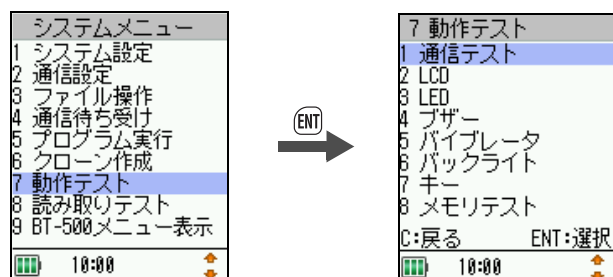 システムメニュー
1 システム設定
2 通信設定
3 ファイル操作
4 通信待ち受け
5 プログラム実行
6 クローン作成
7 動作テスト
8 読み取りテスト
9 BT-500メニュー表示
10:00
ENT
7 動作テスト
1 通信テスト
2 LCD
3 LED
4 ブザー
5 バイブレータ
6 バックライト
7 キー
8 メモリテスト
C:戻る ENT:選択
10:00